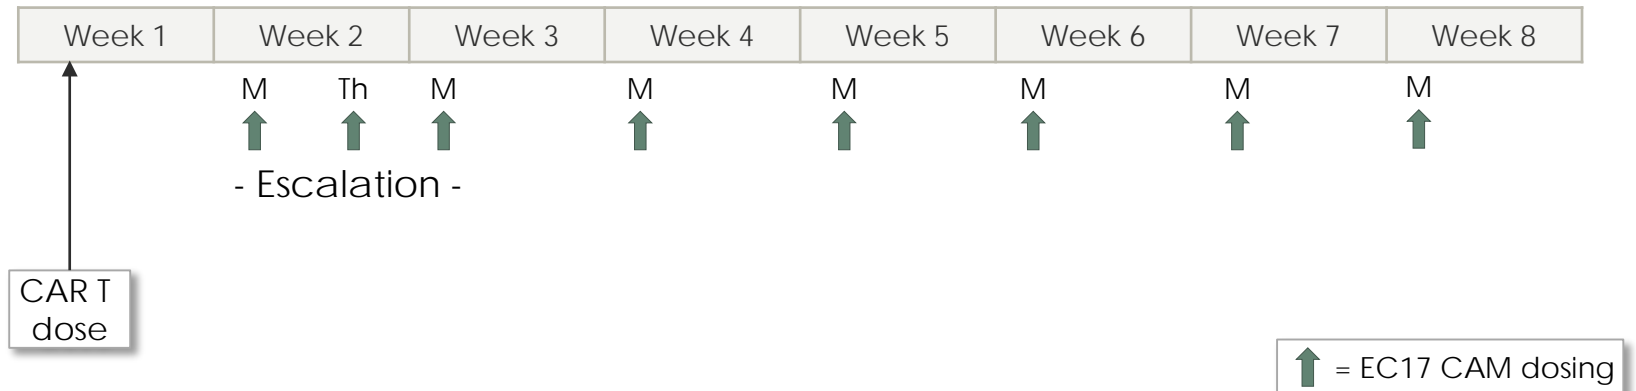 Week 1 Week 2 Week 3 Week 4 Week 5 Week 6 Week 7 Week 8
M Th M M M M M M
- Escalation -
CAR T
dose
= EC17 CAM dosing